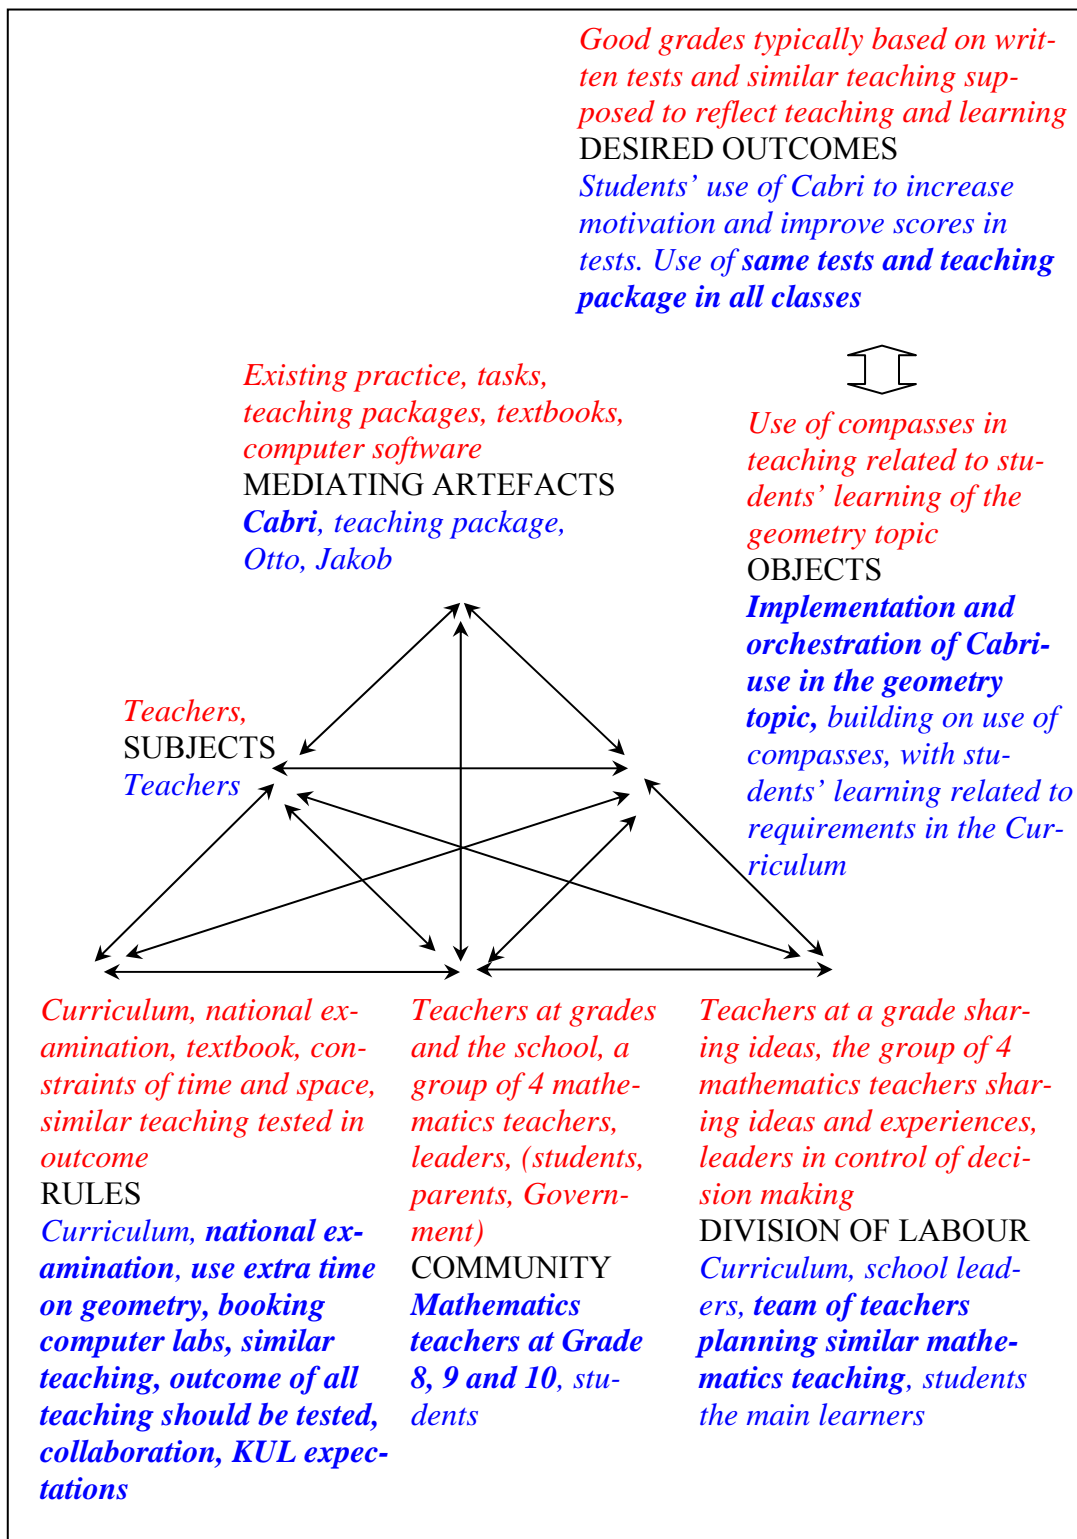 Good grades typically based on writ-
ten tests and similar teaching sup-
posed to reflect teaching and learning
DESIRED OUTCOMES
Students’ use of Cabri to increase
motivation and improve scores in
tests. Use of same tests and teaching
package in all classes
Existing practice, tasks,
teaching packages, textbooks,
computer software
MEDIATING ARTEFACTS
Cabri, teaching package,
Otto, Jakob
Use of compasses in
teaching related to stu-
dents’ learning of the
geometry topic
OBJECTS
Implementation and
orchestration of Cabri-
use in the geometry
topic, building on use of
compasses, with stu-
dents’ learning related to
requirements in the Cur-
riculum
Teachers,
SUBJECTS
Teachers
Curriculum, national ex-
amination, textbook, con-
straints of time and space,
similar teaching tested in
outcome
RULES
Curriculum, national ex-
amination, use extra time
on geometry, booking
computer labs, similar
teaching, outcome of all
teaching should be tested,
collaboration, KUL expec-
tations
Teachers at grades
and the school, a
group of 4 mathe-
matics teachers,
leaders, (students,
parents, Govern-
ment)
COMMUNITY
Mathematics
teachers at Grade
8, 9 and 10, stu-
dents
Teachers at a grade shar-
ing ideas, the group of 4
mathematics teachers shar-
ing ideas and experiences,
leaders in control of deci-
sion making
DIVISION OF LABOUR
Curriculum, school lead-
ers, team of teachers
planning similar mathe-
matics teaching, students
the main learners